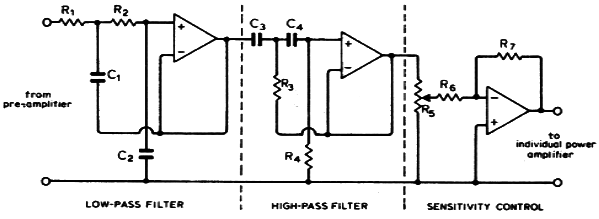 R1
R2
C1
C2
+
−
from
pre-amplifier
LOW-PASS FILTER
C3
C4
R3
R4
+
−
HIGH-PASS FILTER
R5
R6
R7
−
+
to
individual power
amplifier
SENSITIVITY CONTROL